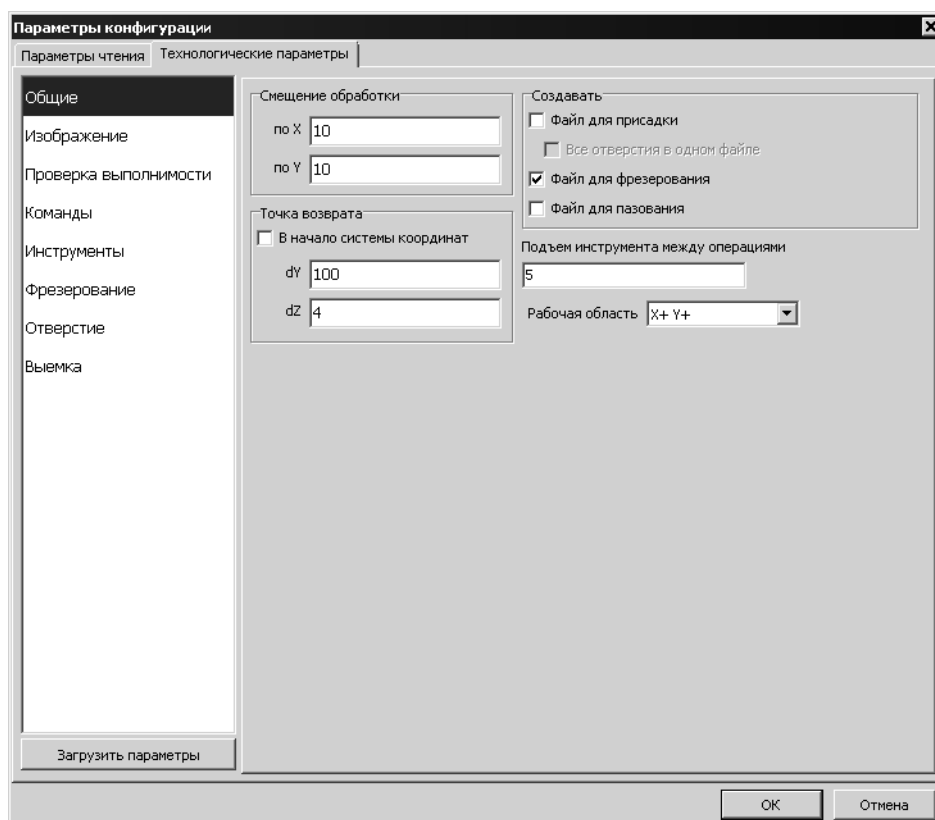 Параметры конфигурации
Параметры чтения
Технологические параметры
Общие
Изображение
Проверка выполнимости
Команды
Инструменты
Фрезерование
Отверстие
Выемка
Загрузить параметры
Смещение обработки
по X 10
по Y 10
Точка возврата
В начало системы координат
dY 100
dZ 4
Создавать
Файл для присадки
Все отверстия в одном файле
Файл для фрезерования
Файл для пазования
Подъем инструмента между операциями
5
Рабочая область X+ Y+
OK
Отмена